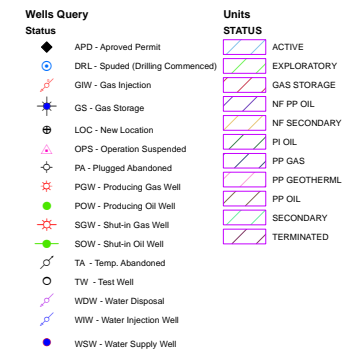 Wells Query
Status
APD - Aproved Permit
DRL - Spuded (Drilling Commenced)
GIW - Gas Injection
GS - Gas Storage
LOC - New Location
OPS - Operation Suspended
PA - Plugged Abandoned
PGW - Producing Gas Well
POW - Producing Oil Well
SGW - Shut-in Gas Well
SOW - Shut-in Oil Well
TA - Temp. Abandoned
TW - Test Well
WDW - Water Disposal
WIW - Water Injection Well
WSW - Water Supply Well
Units
STATUS
ACTIVE
EXPLORATORY
GAS STORAGE
NF PP OIL
NF SECONDARY
PI OIL
PP GAS
PP GEOTHERML
PP OIL
SECONDARY
TERMINATED